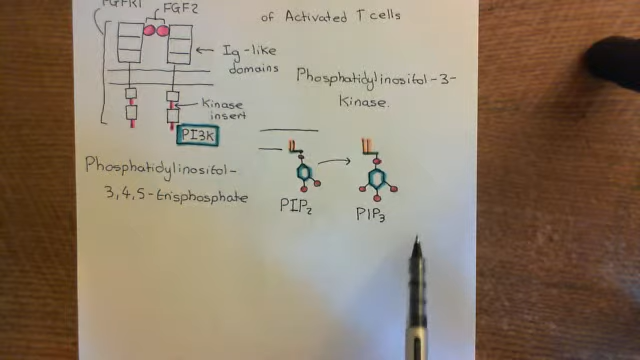 FGFR1
FGF2
of Activated T cells
Ig-like
domains
Phosphatidylinositol-3-
Kinase.
Kinase
insert
PI3K
Phosphatidylinositol-
3,4,5-trisphosphate
PIP2
PIP3